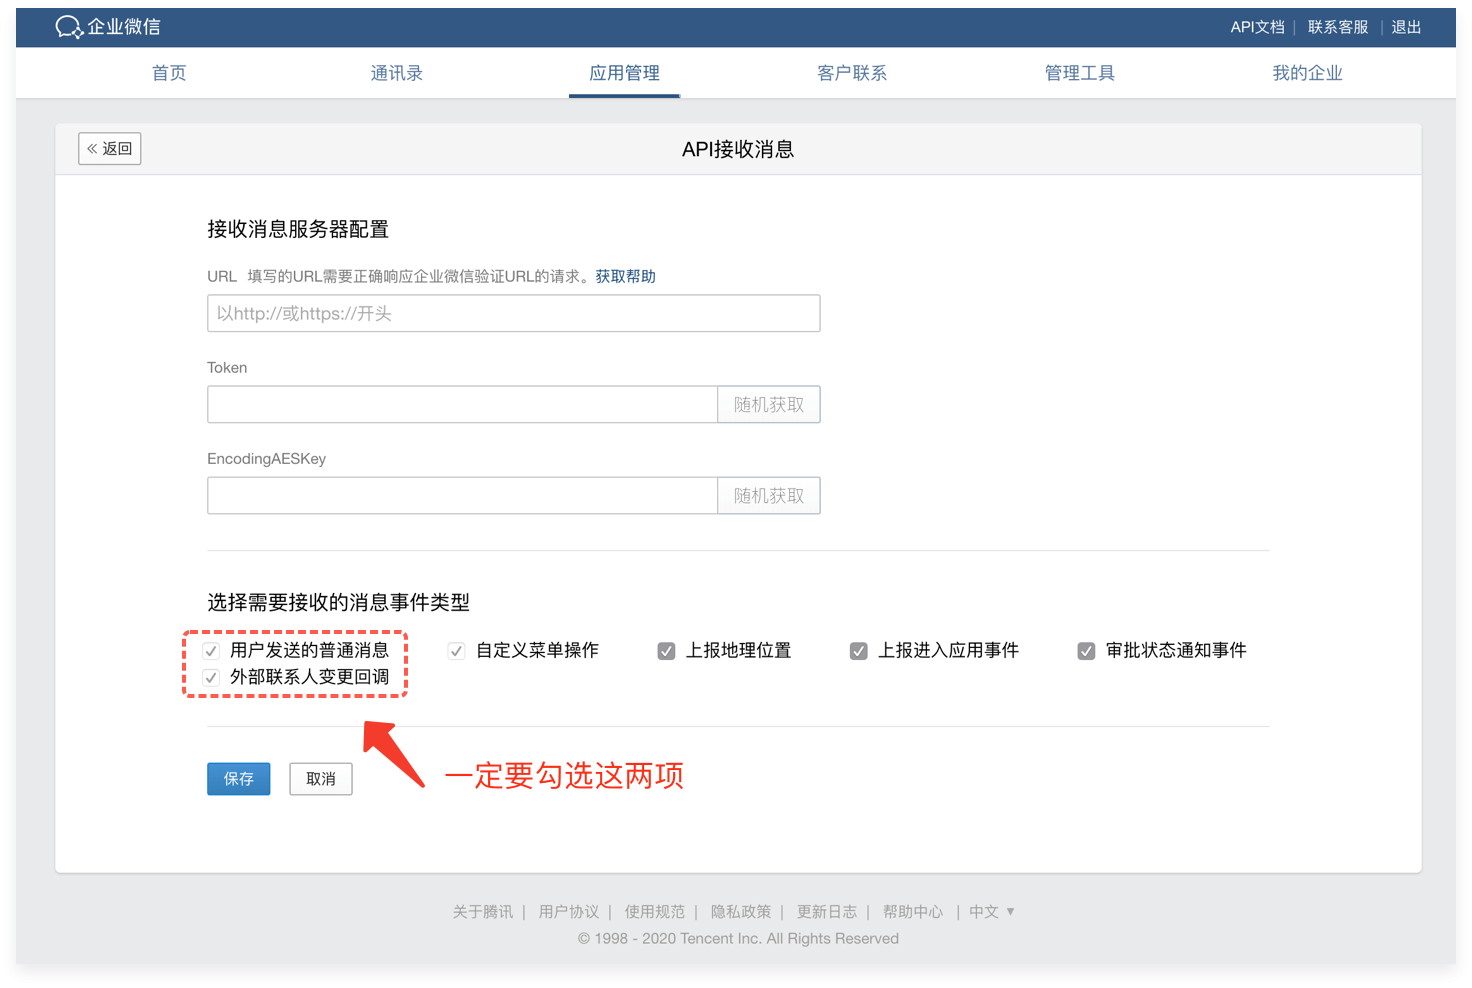 企业微信
API文档 | 联系客服 | 退出
首页 通讯录 应用管理 客户联系 管理工具 我的企业
« 返回
API接收消息
接收消息服务器配置
URL 填写的URL需要正确响应企业微信验证URL的请求。获取帮助
以http://或https://开头
Token
随机获取
EncodingAESKey
随机获取
选择需要接收的消息事件类型
用户发送的普通消息 自定义菜单操作 上报地理位置 上报进入应用事件 审批状态通知事件
外部联系人变更回调
一定要勾选这两项
保存 取消
关于腾讯 | 用户协议 | 使用规范 | 隐私政策 | 更新日志 | 帮助中心 | 中文 ▼
© 1998 - 2020 Tencent Inc. All Rights Reserved